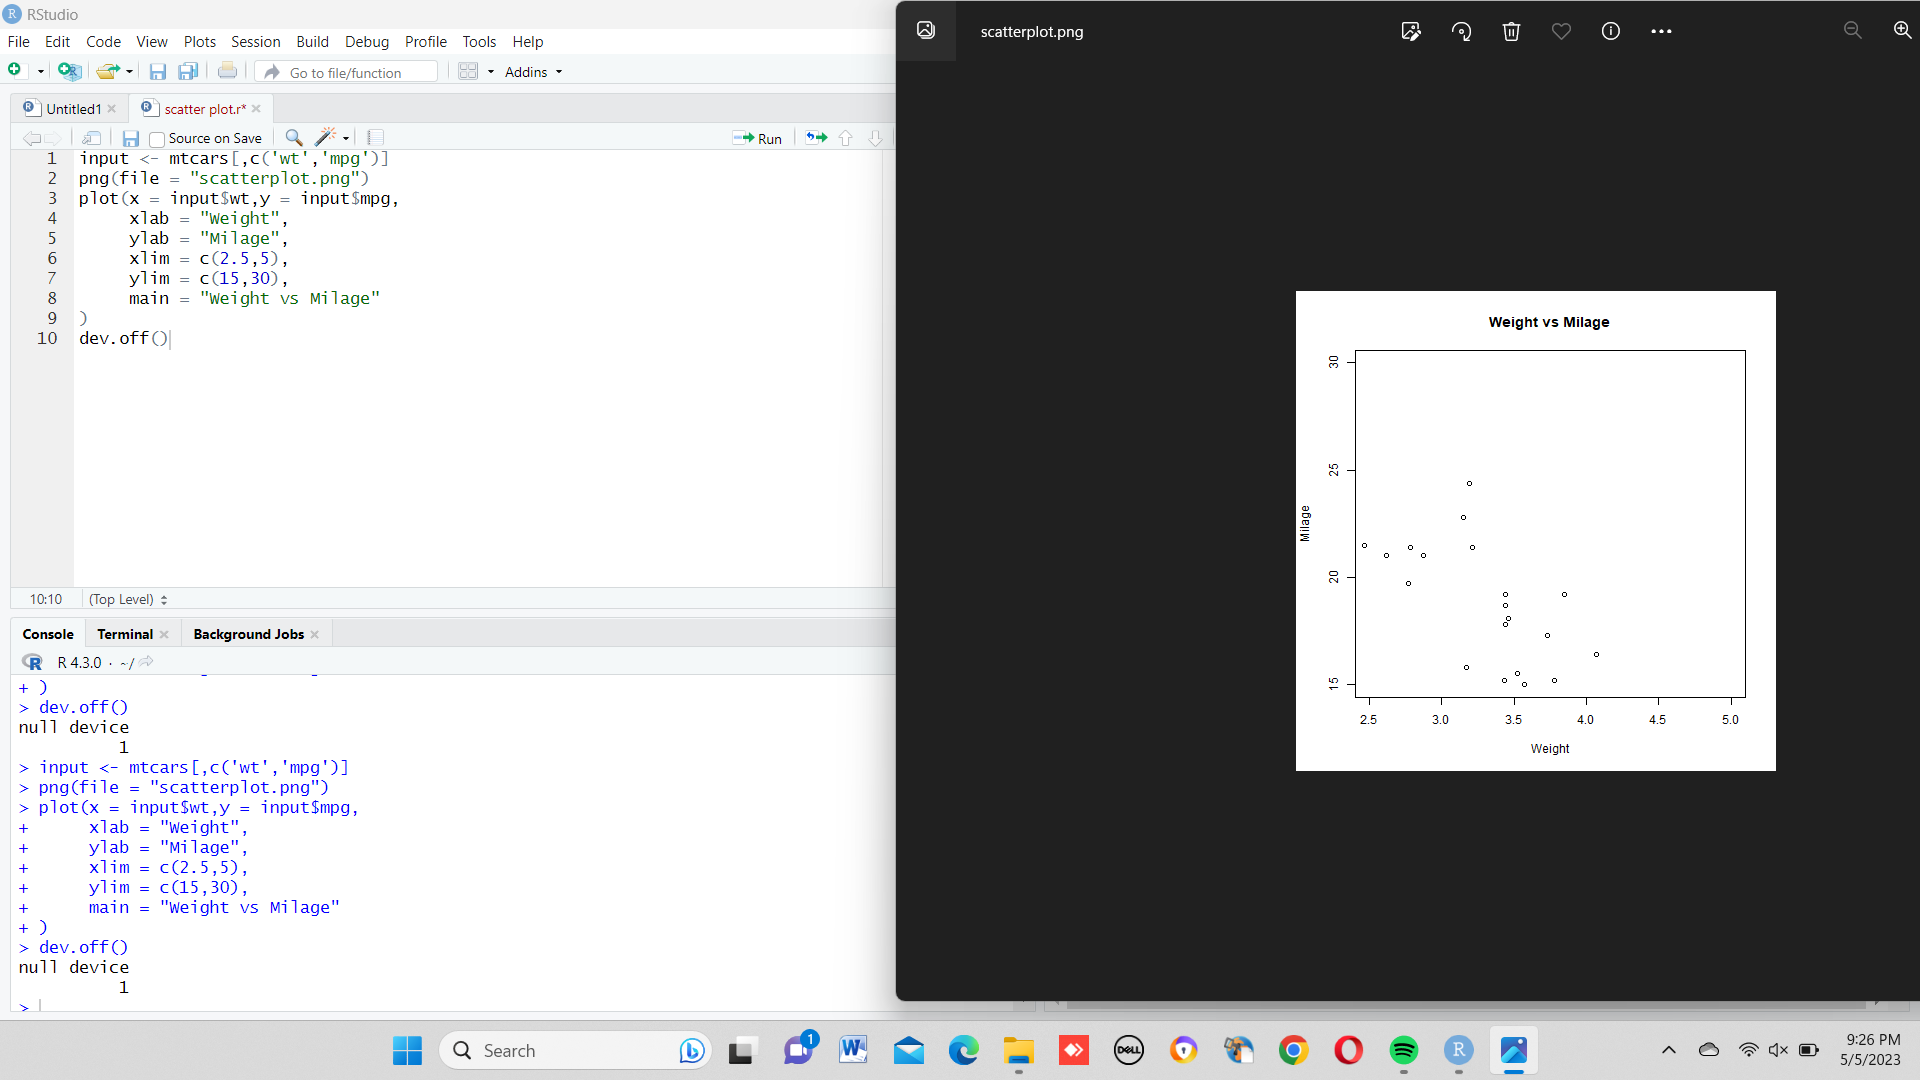 RStudio
File Edit Code View Plots Session Build Debug Profile Tools Help
Go to file/function Addins
Untitled1 scatter plot.r*
Source on Save Run
1 input <- mtcars[,c('wt','mpg')]
2 png(file = "scatterplot.png")
3 plot(x = input$wt,y = input$mpg,
4 xlab = "Weight",
5 ylab = "Milage",
6 xlim = c(2.5,5),
7 ylim = c(15,30),
8 main = "Weight vs Milage"
9 )
10 dev.off()
10:10 (Top Level)
Console Terminal Background Jobs
R 4.3.0 · ~/
+ )
> dev.off()
null device
1
> input <- mtcars[,c('wt','mpg')]
> png(file = "scatterplot.png")
> plot(x = input$wt,y = input$mpg,
+ xlab = "Weight",
+ ylab = "Milage",
+ xlim = c(2.5,5),
+ ylim = c(15,30),
+ main = "Weight vs Milage"
+ )
> dev.off()
null device
1
>
scatterplot.png
Weight vs Milage
30
25
20
15
Milage
2.5 3.0 3.5 4.0 4.5 5.0
Weight
Search
1
DELL
R
9:26 PM
5/5/2023